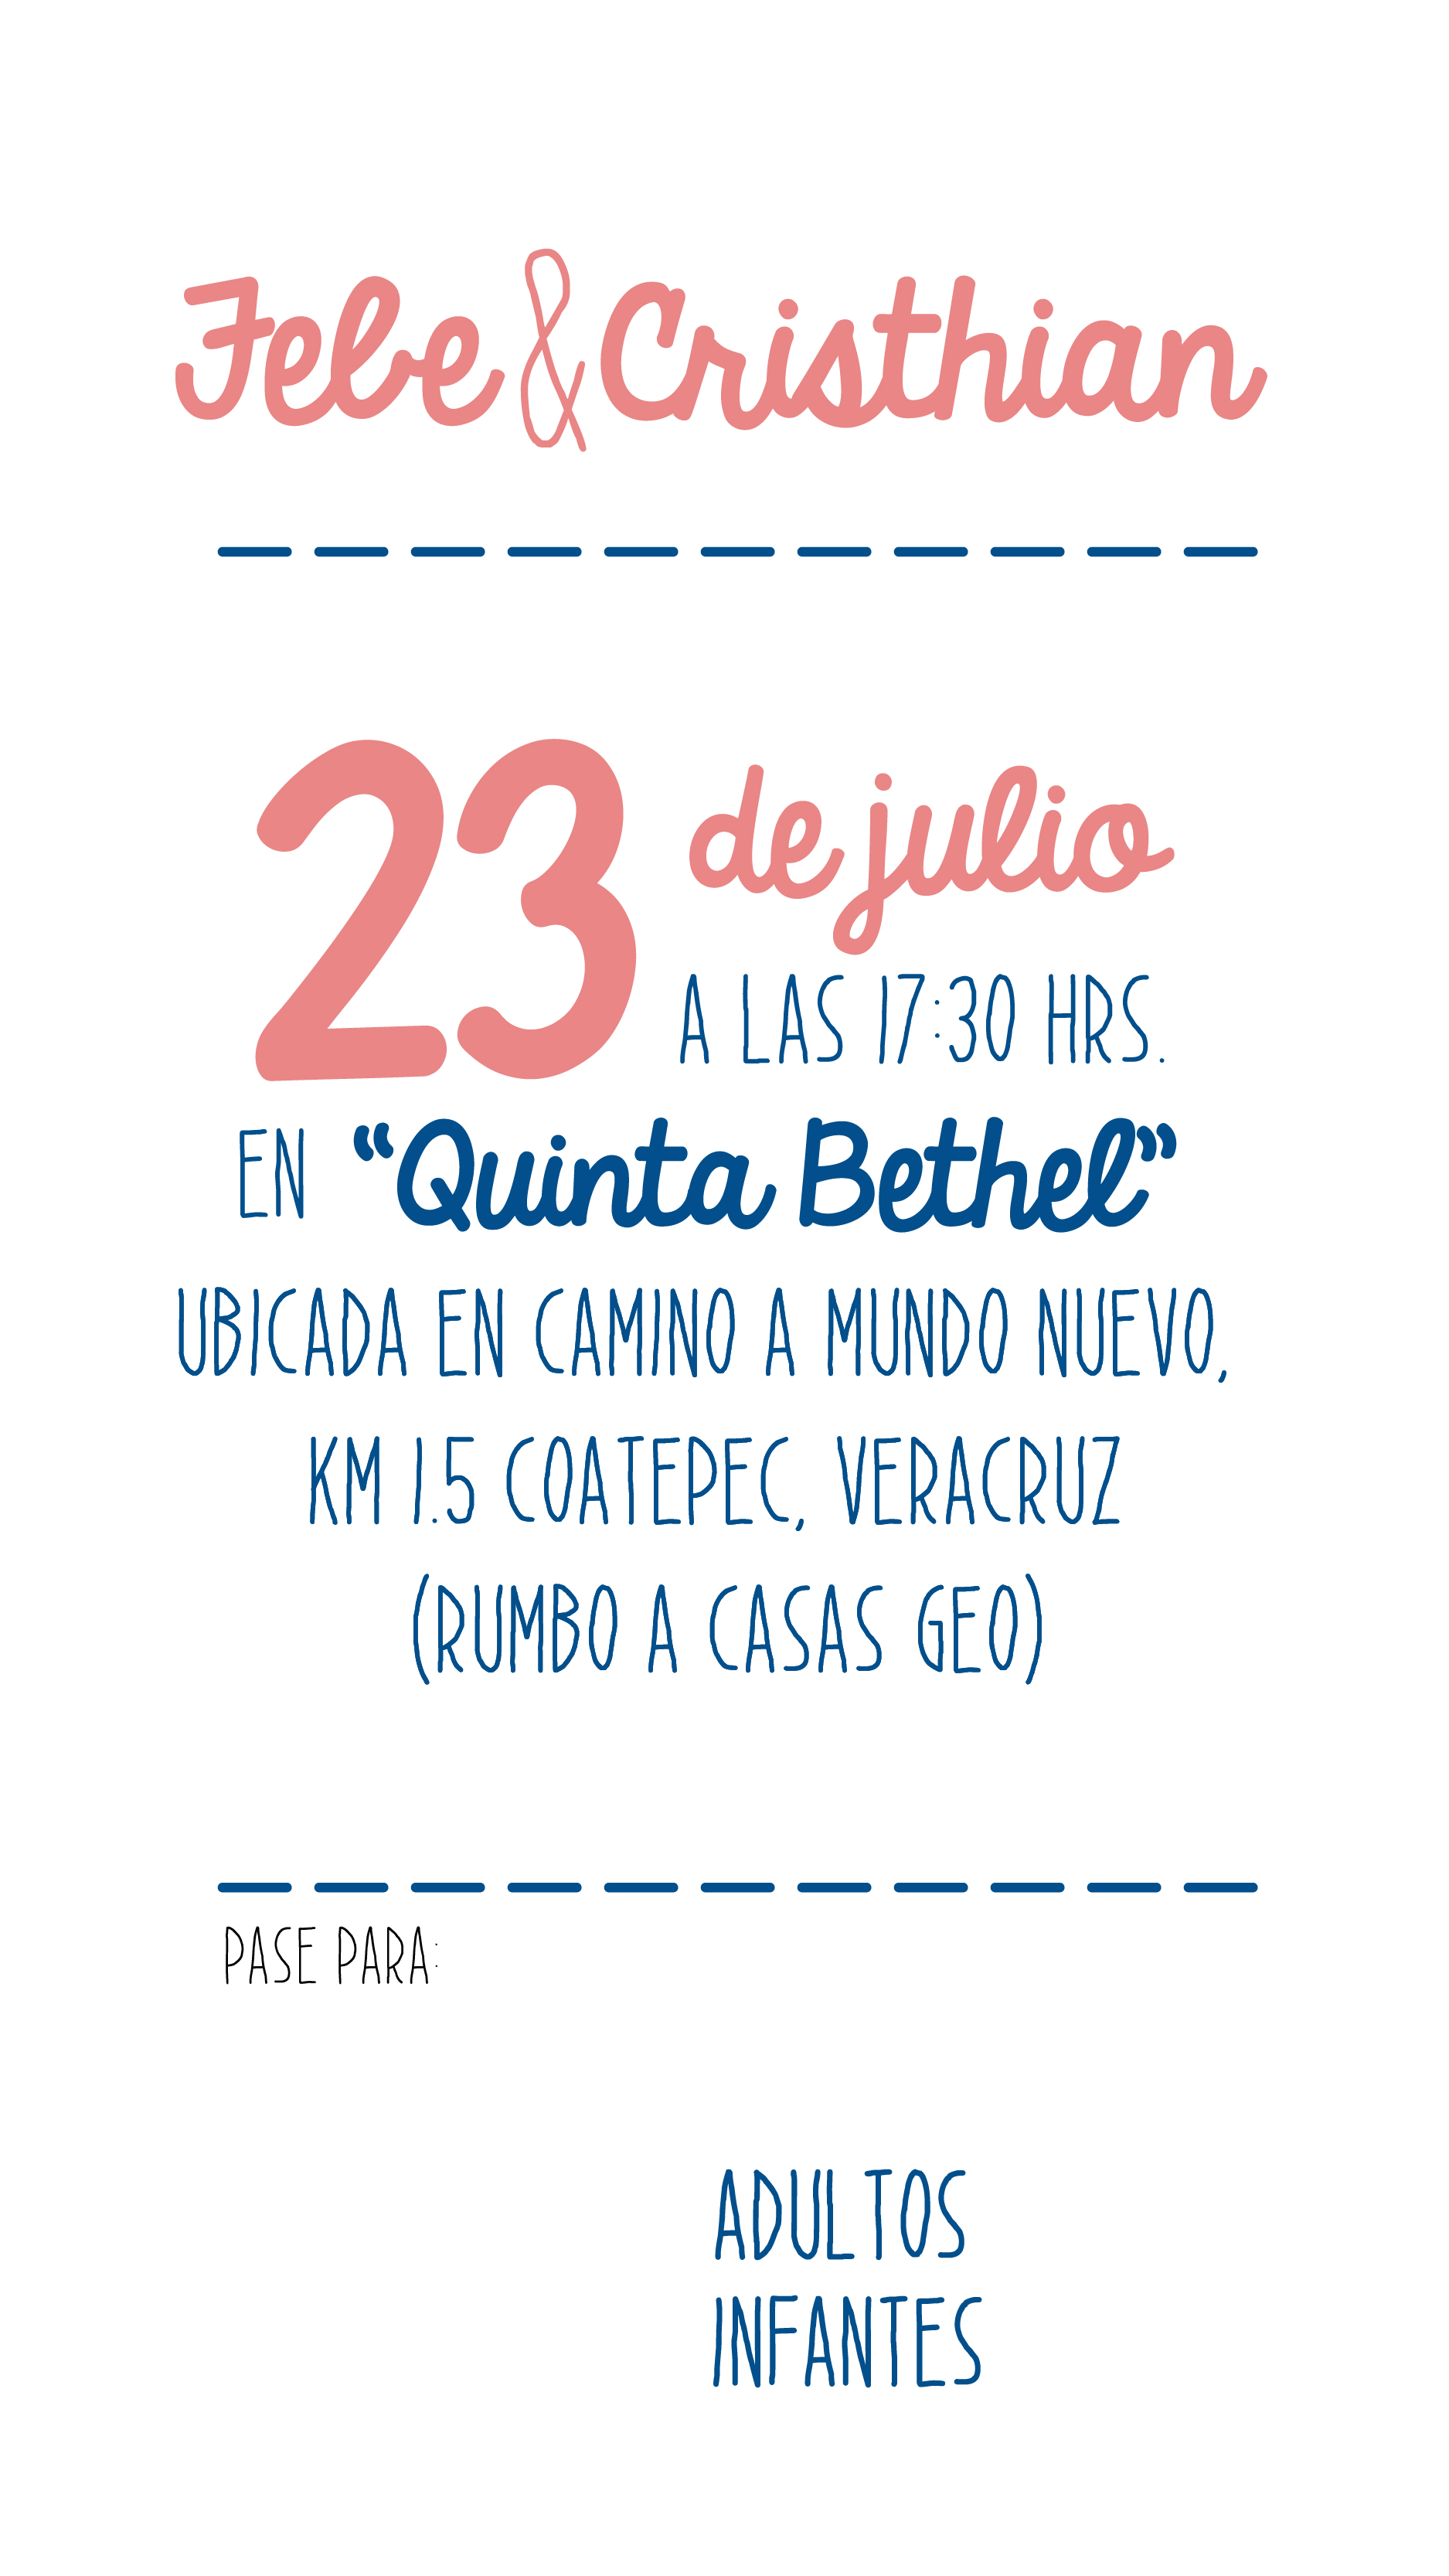 Febe & Cristhian
23 de julio
A LAS 17:30 HRS.
EN “Quinta Bethel”
UBICADA EN CAMINO A MUNDO NUEVO,
KM 1.5 COATEPEC, VERACRUZ
(RUMBO A CASAS GEO)
PASE PARA:
ADULTOS
INFANTES